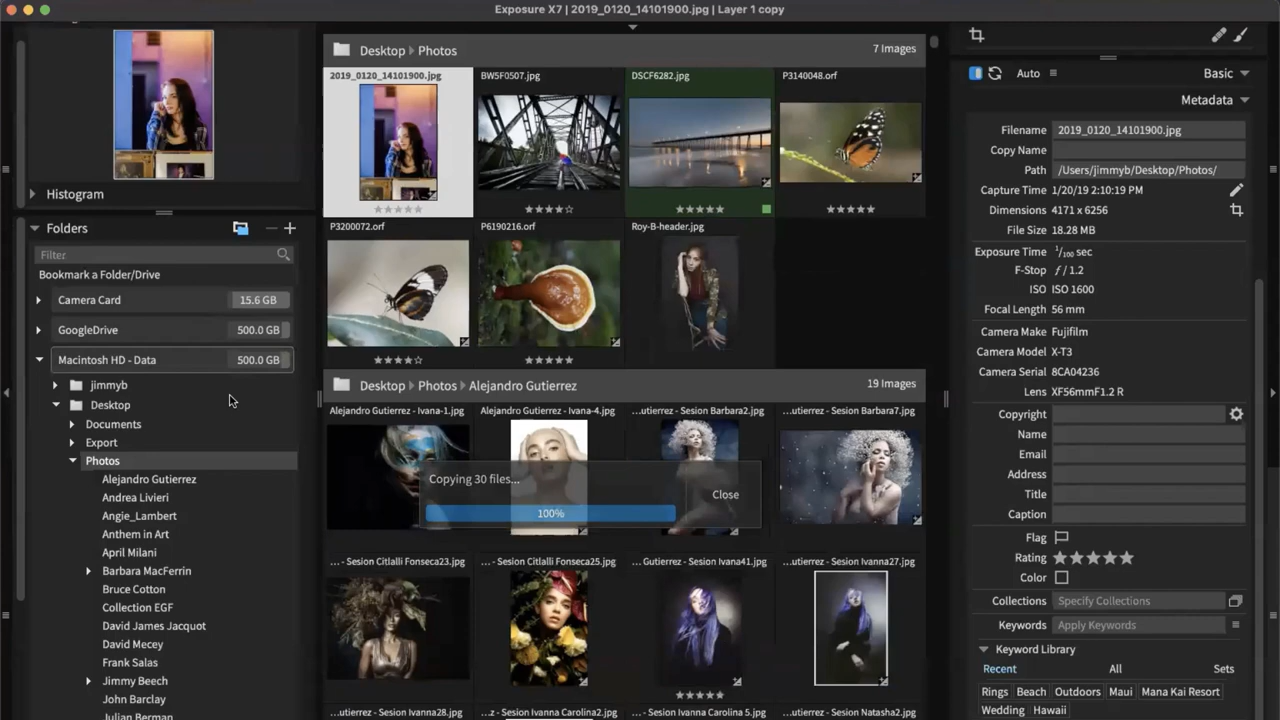 Exposure X7 | 2019_0120_14101900.jpg | Layer 1 copy
Histogram
Folders
Filter
Bookmark a Folder/Drive
Camera Card 15.6 GB
GoogleDrive 500.0 GB
Macintosh HD - Data 500.0 GB
jimmyb
Desktop
Documents
Export
Photos
Alejandro Gutierrez
Andrea Livieri
Angie_Lambert
Anthem in Art
April Milani
Barbara MacFerrin
Bruce Cotton
Collection EGF
David James Jacquot
David Mecey
Frank Salas
Jimmy Beech
John Barclay
Julian Berman
Desktop Photos 7 Images
2019_0120_14101900.jpg BW5F0507.jpg DSCF6282.jpg P3140048.orf
P3200072.orf P6190216.orf Roy-B-header.jpg
Desktop Photos Alejandro Gutierrez 19 Images
Alejandro Gutierrez - Ivana-1.jpg Alejandro Gutierrez - Ivana-4.jpg ...utierrez - Sesion Barbara2.jpg ...utierrez - Sesion Barbara7.jpg
Copying 30 files...
Close
100%
... - Sesion Citlalli Fonseca23.jpg ... - Sesion Citlalli Fonseca25.jpg ... Gutierrez - Sesion Ivana41.jpg ...utierrez - Sesion Ivanna27.jpg
...utierrez - Sesion Ivanna28.jpg ...z - Sesion Ivanna Carolina2.jpg ... - Sesion Ivanna Carolina 5.jpg ...utierrez - Sesion Natasha2.jpg
Auto Basic
Metadata
Filename 2019_0120_14101900.jpg
Copy Name
Path /Users/jimmyb/Desktop/Photos/
Capture Time 1/20/19 2:10:19 PM
Dimensions 4171 x 6256
File Size 18.28 MB
Exposure Time 1/100 sec
F-Stop f / 1.2
ISO ISO 1600
Focal Length 56 mm
Camera Make Fujifilm
Camera Model X-T3
Camera Serial 8CA04236
Lens XF56mmF1.2 R
Copyright
Name
Email
Address
Title
Caption
Flag
Rating
Color
Collections Specify Collections
Keywords Apply Keywords
Keyword Library
Recent All Sets
Rings Beach Outdoors Maui Mana Kai Resort
Wedding Hawaii